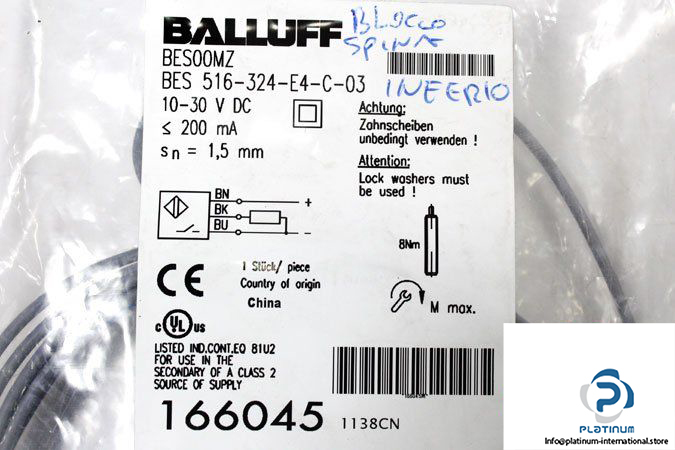 BALLUFF
BES00MZ
BES 516-324-E4-C-03
10-30 V DC
≤ 200 mA
sn = 1,5 mm
BLOCCO
SPINA
INFERIO
Achtung:
Zahnscheiben
unbedingt verwenden !
Attention:
Lock washers must
be used !
BN
+
BK
BU
−
8Nm
M max.
CE
1 Stück/ piece
Country of origin
China
c UL us
LISTED IND.CONT.EQ 81U2
FOR USE IN THE
SECONDARY OF A CLASS 2
SOURCE OF SUPPLY
166045 1138CN
PLATINUM
info@platinum-international.store